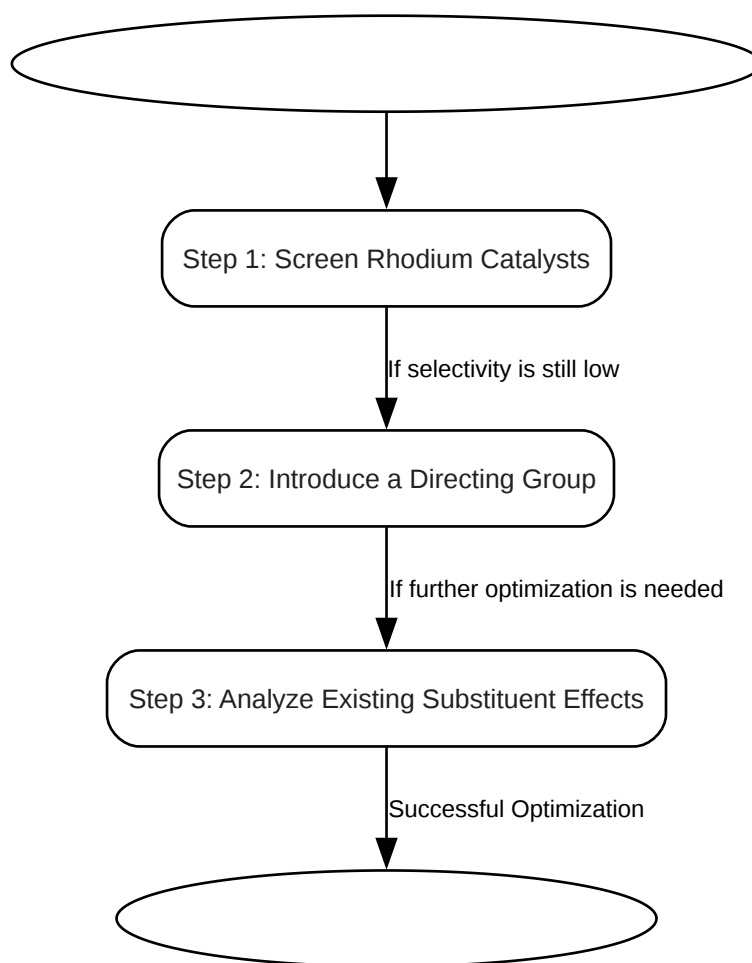 Step 1: Screen Rhodium Catalysts
If selectivity is still low
Step 2: Introduce a Directing Group
If further optimization is needed
Step 3: Analyze Existing Substituent Effects
Successful Optimization